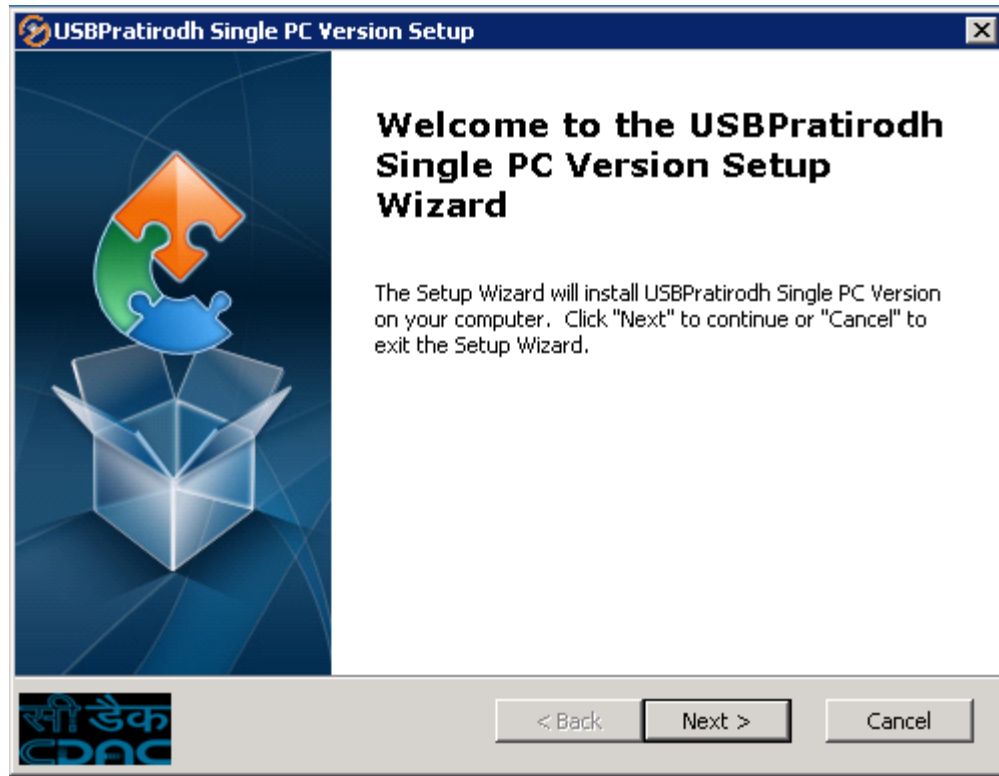 USBPratirodh Single PC Version Setup
Welcome to the USBPratirodh
Single PC Version Setup
Wizard
The Setup Wizard will install USBPratirodh Single PC Version
on your computer. Click "Next" to continue or "Cancel" to
exit the Setup Wizard.
सी डैक
CDAC
< Back
Next >
Cancel